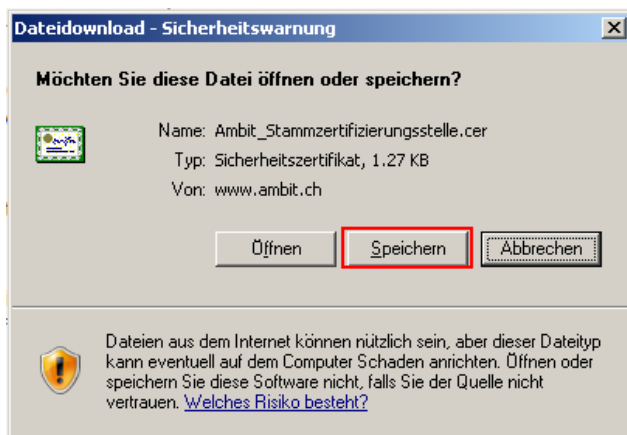 Dateidownload - Sicherheitswarnung
Möchten Sie diese Datei öffnen oder speichern?
Name: Ambit_Stammzertifizierungsstelle.cer
Typ: Sicherheitszertifikat, 1.27 KB
Von: www.ambit.ch
Öffnen Speichern Abbrechen
Dateien aus dem Internet können nützlich sein, aber dieser Dateityp
kann eventuell auf dem Computer Schaden anrichten. Öffnen oder
speichern Sie diese Software nicht, falls Sie der Quelle nicht
vertrauen. Welches Risiko besteht?